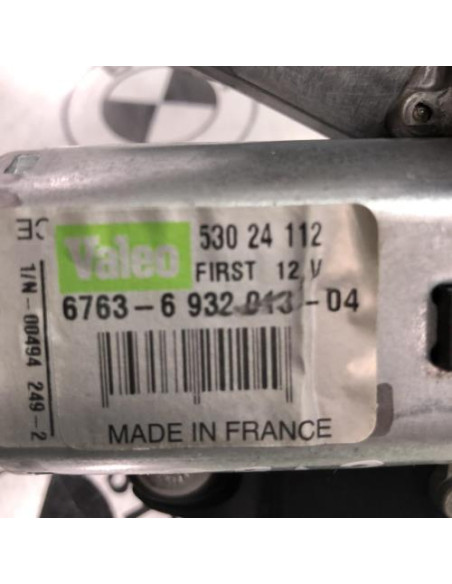 Valeo
530 24 112
FIRST 12 V
6763-6 932 013-04
MADE IN FRANCE
T/N-00494 249-2